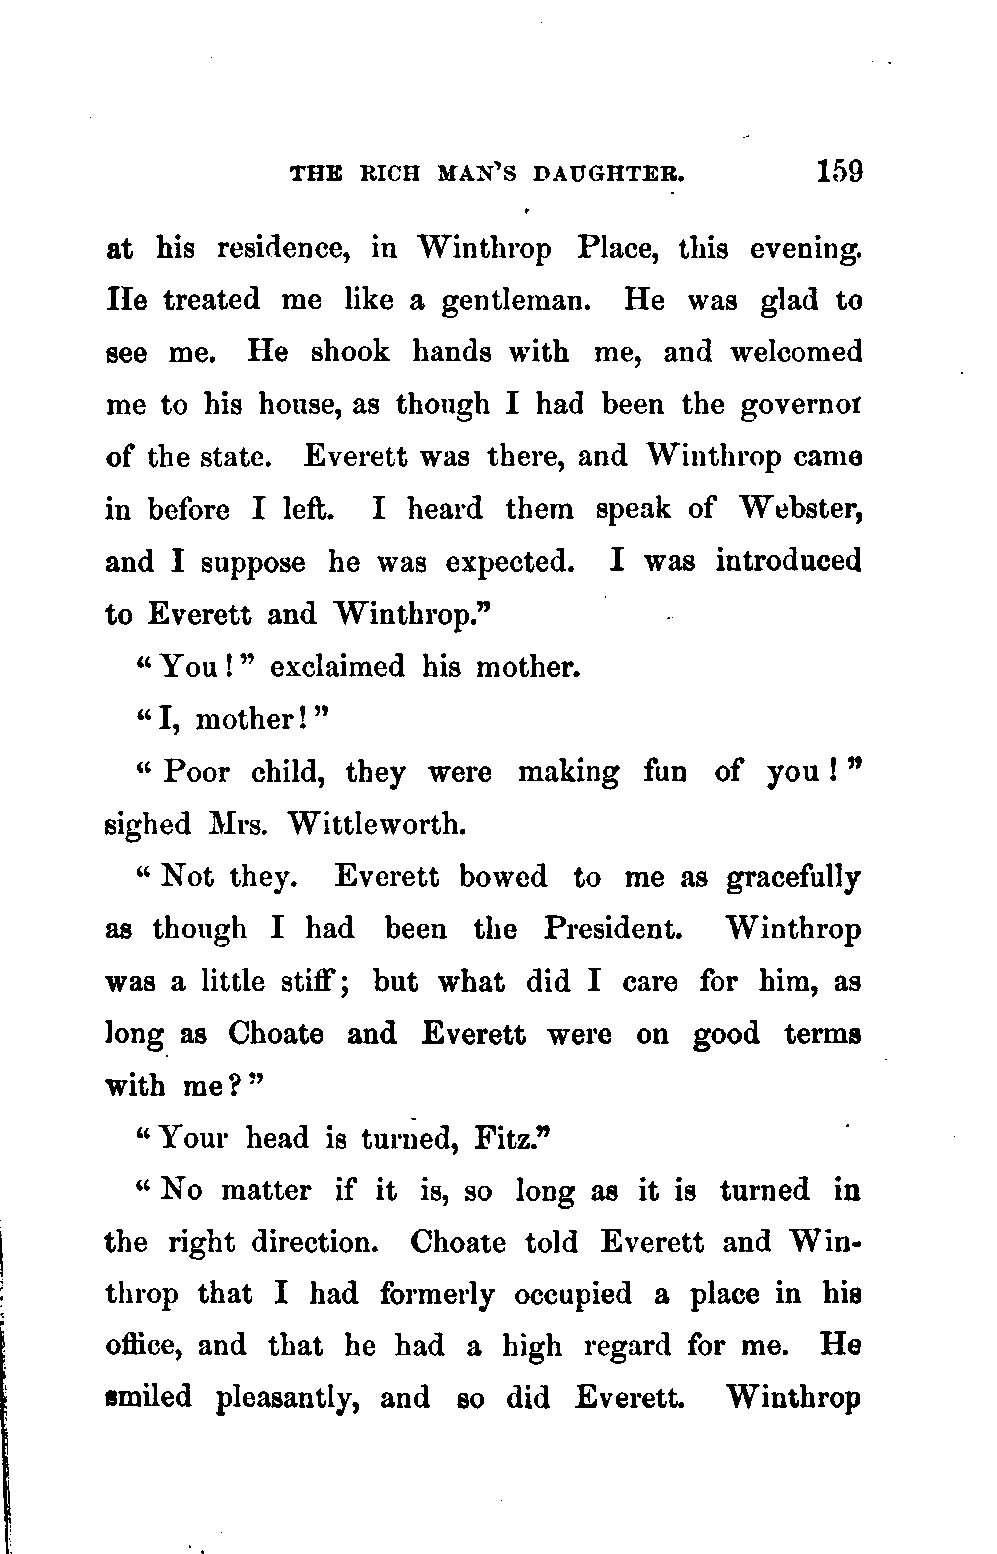 THE RICH MAN'S DAUGHTER. 159
at his residence, in Winthrop Place, this evening.
He treated me like a gentleman. He was glad to
see me. He shook hands with me, and welcomed
me to his house, as though I had been the governor
of the state. Everett was there, and Winthrop came
in before I left. I heard them speak of Webster,
and I suppose he was expected. I was introduced
to Everett and Winthrop."
"You!" exclaimed his mother.
"I, mother!"
"Poor child, they were making fun of you!"
sighed Mrs. Wittleworth.
"Not they. Everett bowed to me as gracefully
as though I had been the President. Winthrop
was a little stiff; but what did I care for him, as
long as Choate and Everett were on good terms
with me?"
"Your head is turned, Fitz."
"No matter if it is, so long as it is turned in
the right direction. Choate told Everett and Win-
throp that I had formerly occupied a place in his
office, and that he had a high regard for me. He
smiled pleasantly, and so did Everett. Winthrop